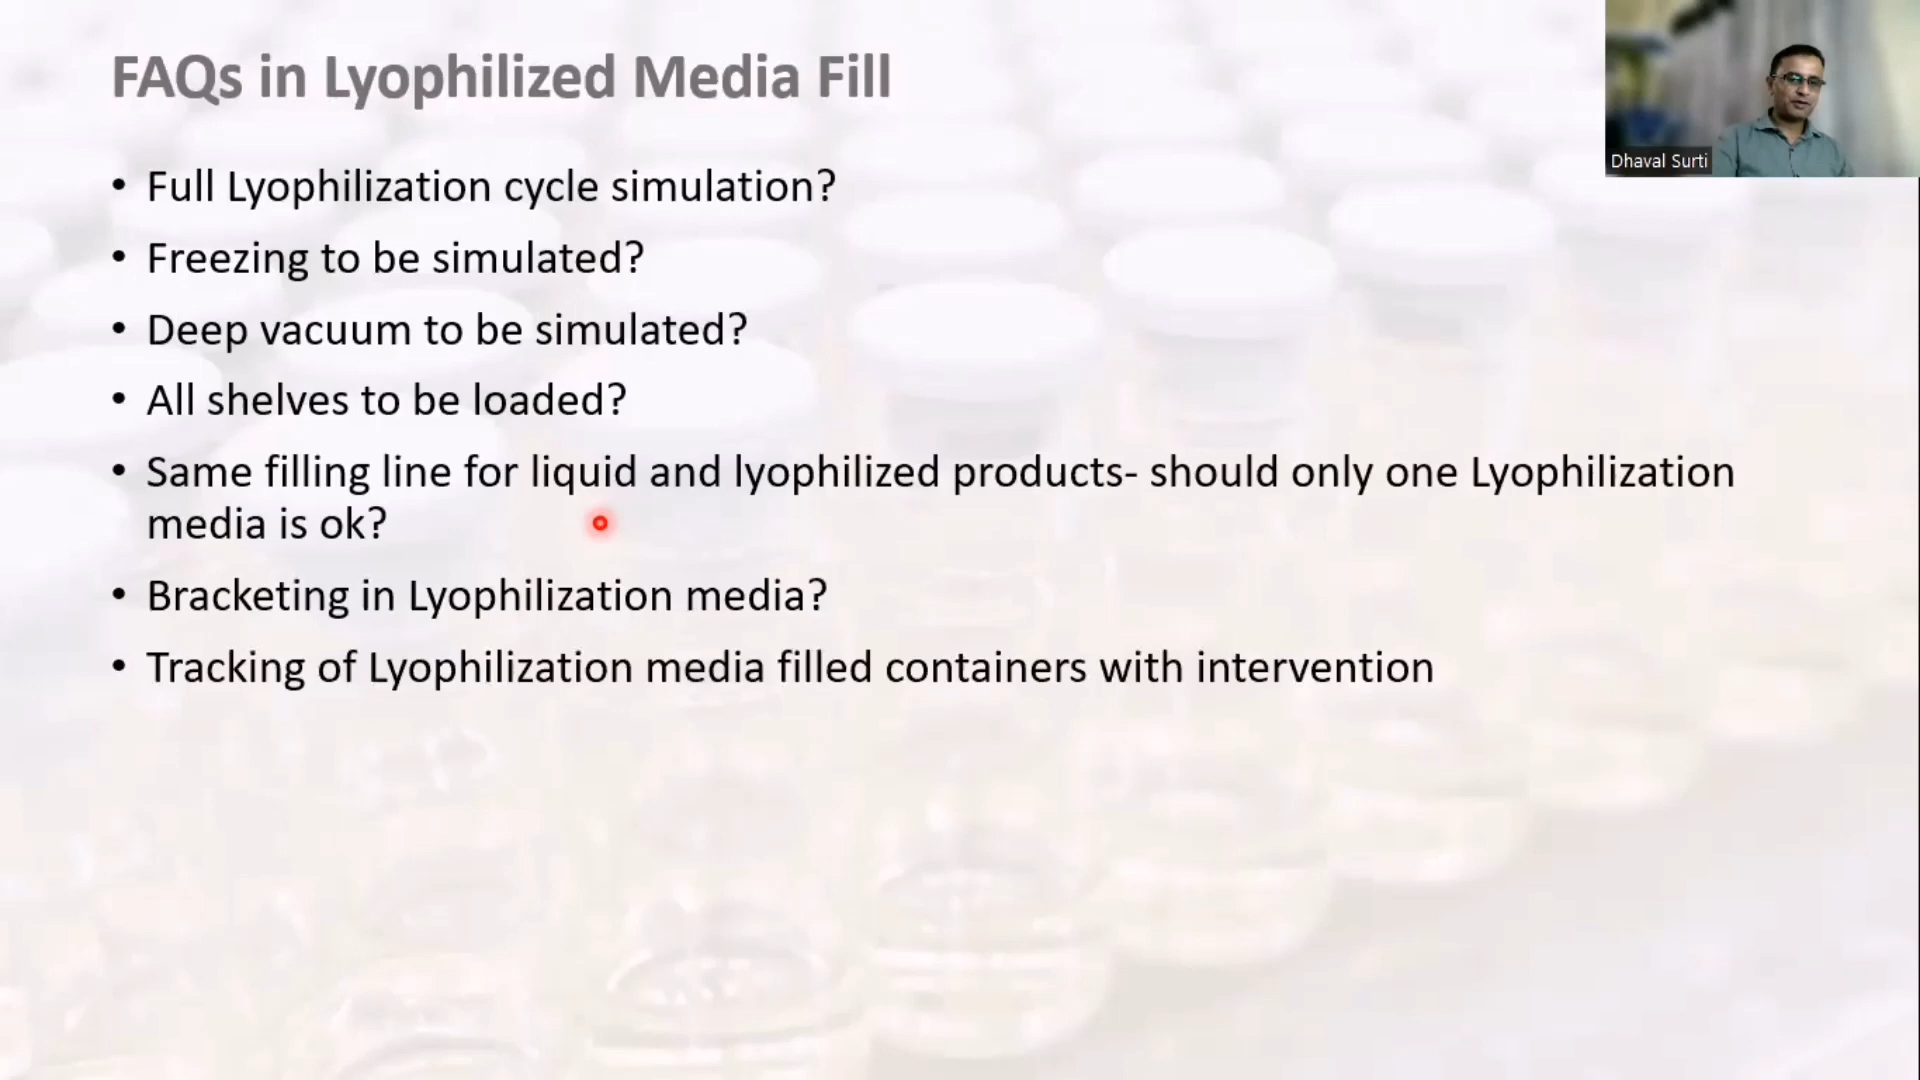 FAQs in Lyophilized Media Fill
Dhaval Surti
• Full Lyophilization cycle simulation?
• Freezing to be simulated?
• Deep vacuum to be simulated?
• All shelves to be loaded?
• Same filling line for liquid and lyophilized products- should only one Lyophilization
media is ok?
• Bracketing in Lyophilization media?
• Tracking of Lyophilization media filled containers with intervention